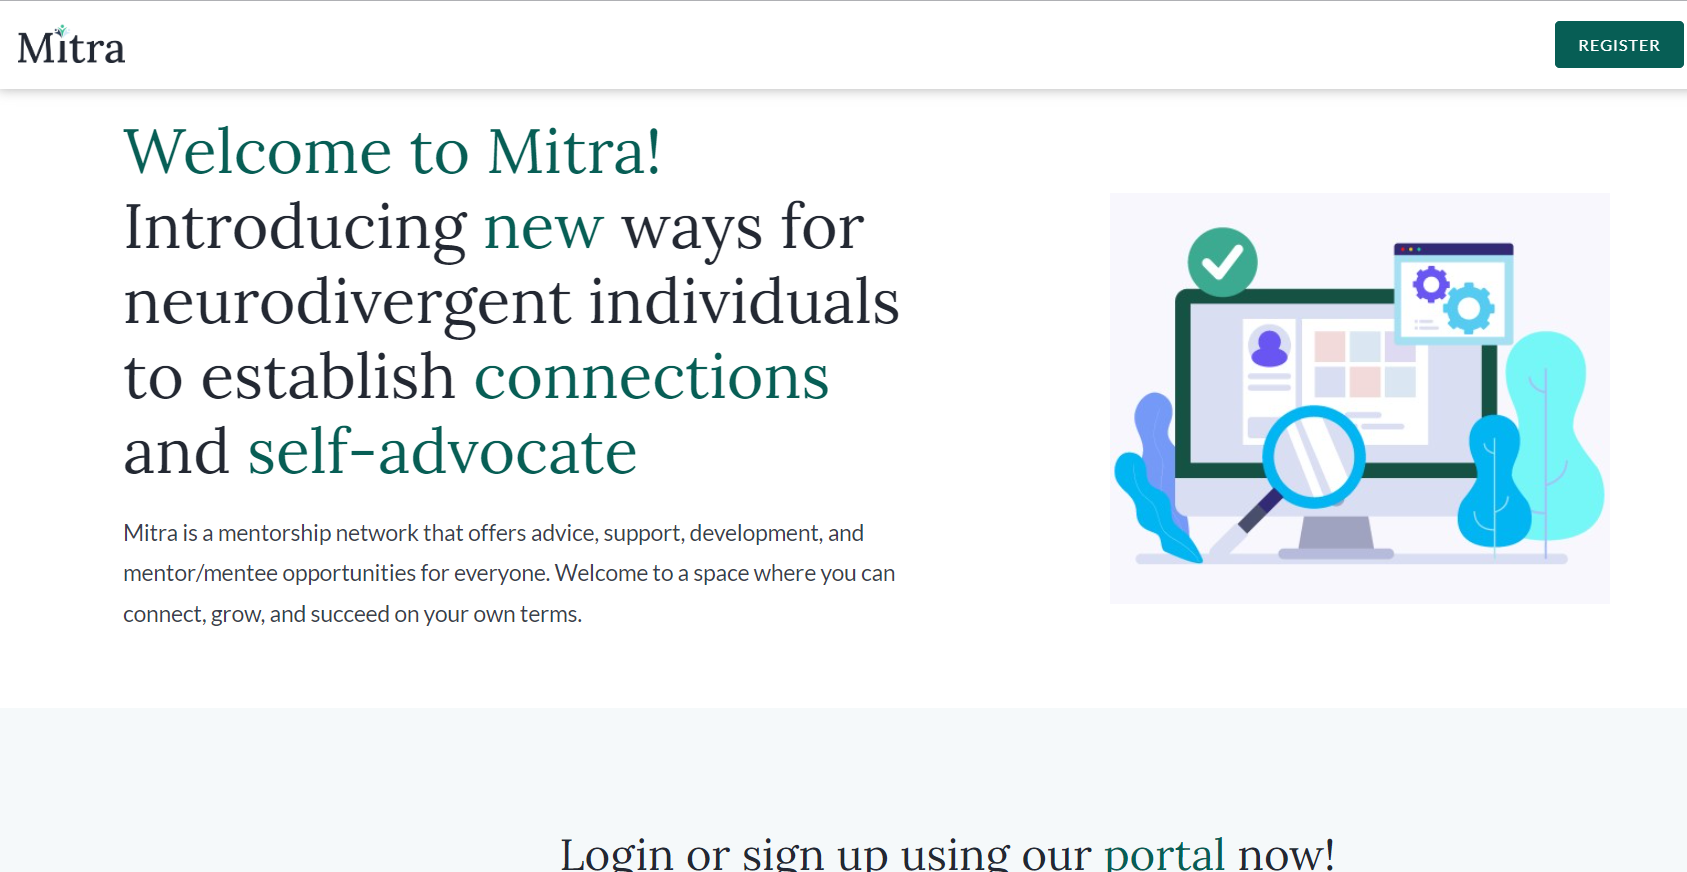 Mitra
REGISTER
Welcome to Mitra!
Introducing new ways for
neurodivergent individuals
to establish connections
and self-advocate
Mitra is a mentorship network that offers advice, support, development, and
mentor/mentee opportunities for everyone. Welcome to a space where you can
connect, grow, and succeed on your own terms.
Login or sign up using our portal now!